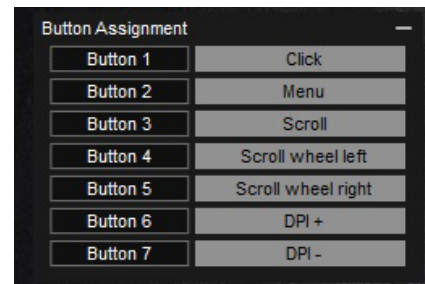 Button Assignment
Button 1 Click
Button 2 Menu
Button 3 Scroll
Button 4 Scroll wheel left
Button 5 Scroll wheel right
Button 6 DPI +
Button 7 DPI -